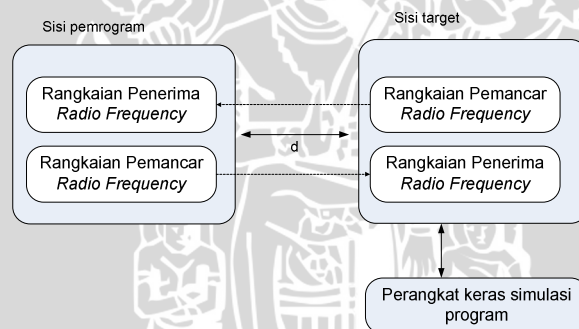 Sisi pemrogram
Sisi target
Rangkaian Penerima
Radio Frequency
Rangkaian Pemancar
Radio Frequency
d
Rangkaian Pemancar
Radio Frequency
Rangkaian Penerima
Radio Frequency
Perangkat keras simulasi
program